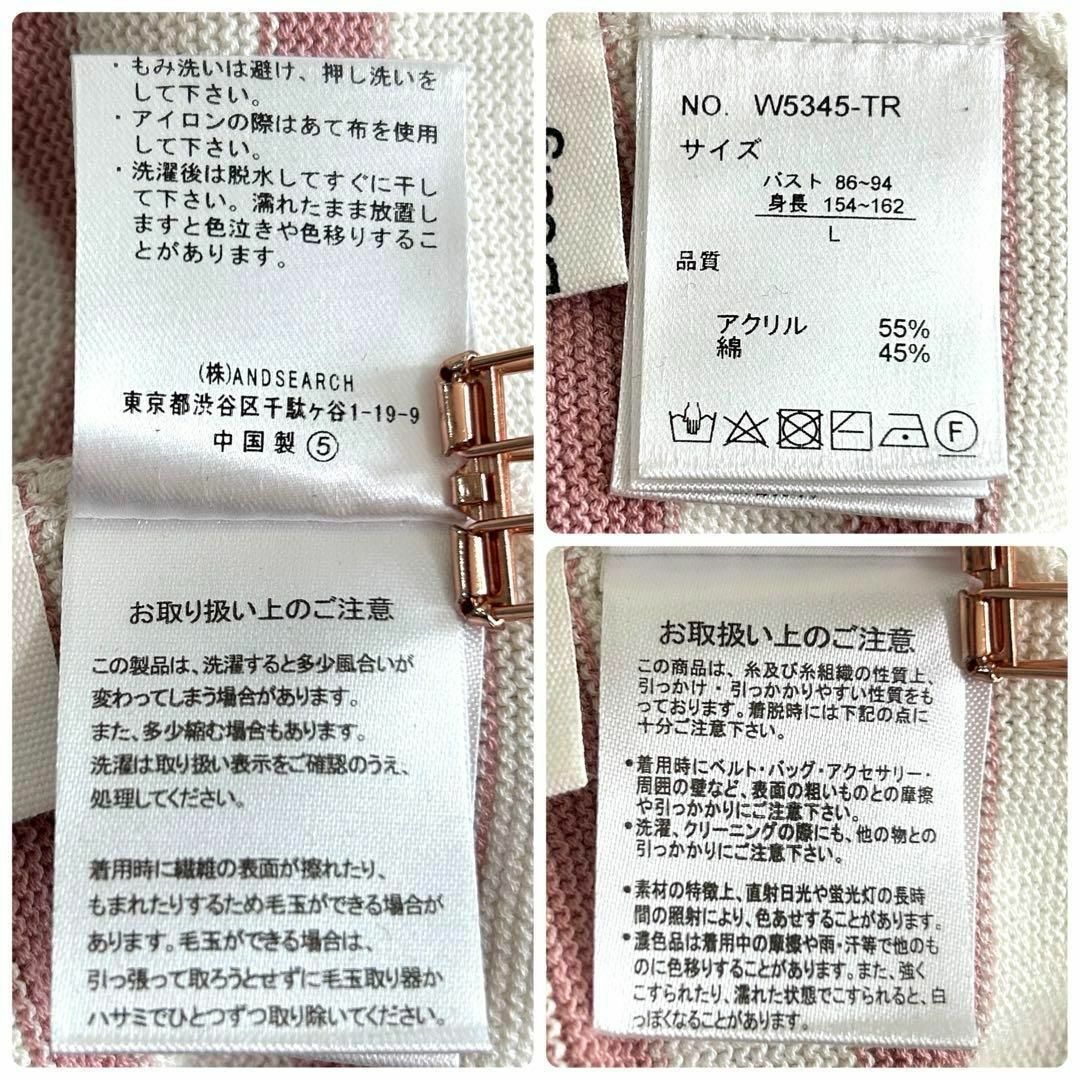 ・もみ洗いは避け、押し洗いを
して下さい。
・アイロンの際はあて布を使用
して下さい。
・洗濯後は脱水してすぐに干し
て下さい。濡れたまま放置し
ますと色泣きや色移りするこ
とがあります。
(株)ANDSEARCH
東京都渋谷区千駄ヶ谷1-19-9
中国製⑤
お取り扱い上のご注意
この製品は、洗濯すると多少風合いが
変わってしまう場合があります。
また、多少縮む場合もあります。
洗濯は取り扱い表示をご確認のうえ、
処理してください。
着用時に繊維の表面が擦れたり、
もまれたりするため毛玉ができる場合が
あります。毛玉ができる場合は、
引っ張って取ろうとせずに毛玉取り器か
ハサミでひとつずつ取り除いてください。
NO. W5345-TR
サイズ
バスト 86~94
身長 154~162
L
品質
アクリル 55%
綿 45%
F
お取扱い上のご注意
この商品は、糸及び糸組織の性質上、
引っかけ・引っかかりやすい性質をも
っております。着脱時には下記の点に
十分ご注意下さい。
•着用時にベルト・バッグ・アクセサリー・
周囲の壁など、表面の粗いものとの摩擦
や引っかかりにご注意下さい。
•洗濯、クリーニングの際にも、他の物との
引っかかりにご注意下さい。
•素材の特徴上、直射日光や蛍光灯の長時
間の照射により、色あせすることがあります。
•濃色品は着用中の摩擦や雨・汗等で他のも
のに色移りすることがあります。また、強く
こすられたり、濡れた状態でこすられると、白
っぽくなることがあります。